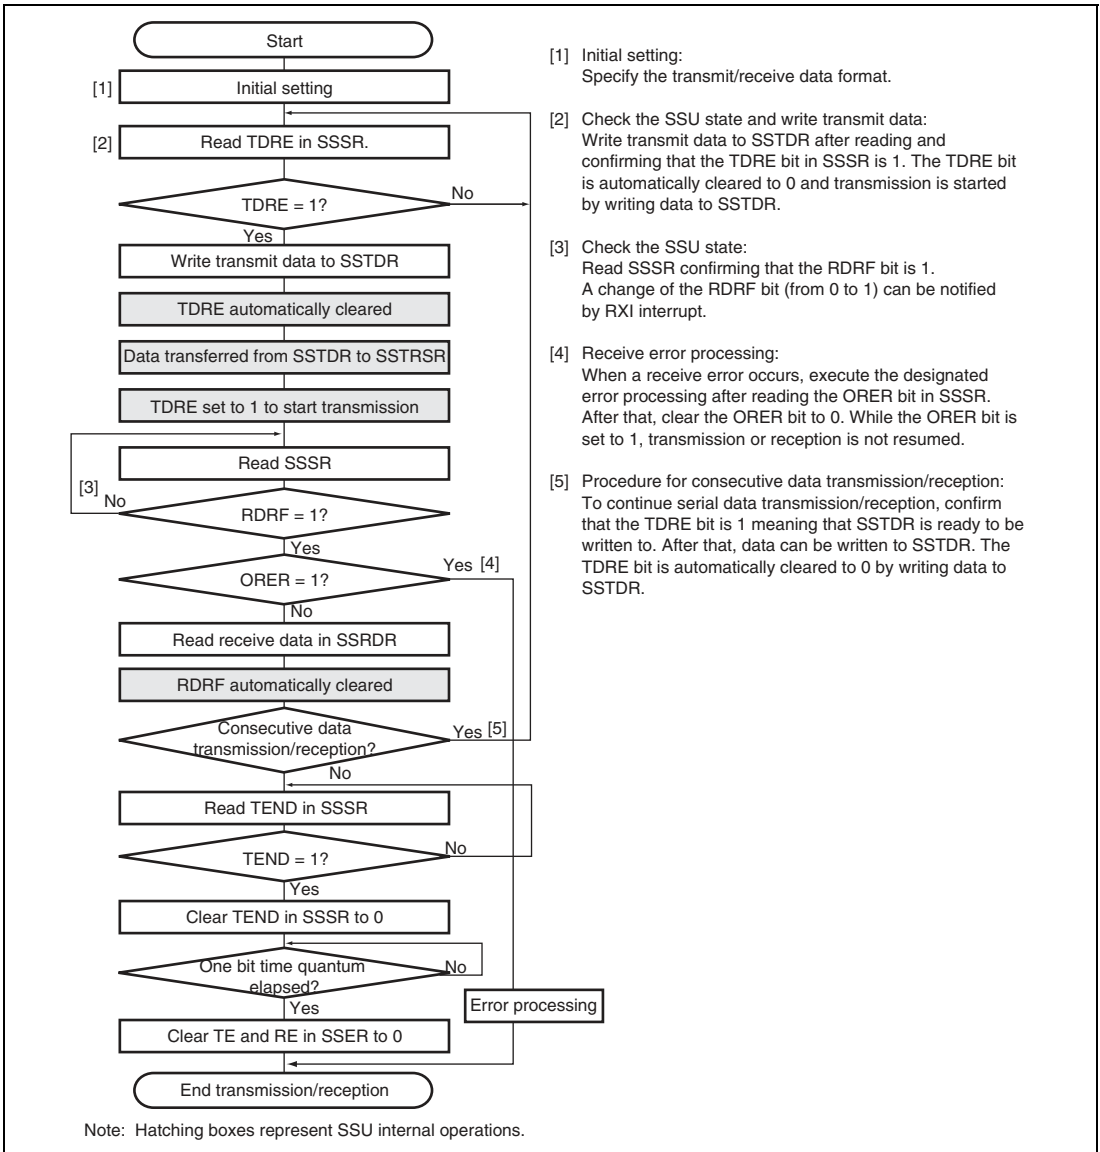 Start
[1]
Initial setting
[2]
Read TDRE in SSSR.
TDRE = 1?
No
Yes
Write transmit data to SSTDR
TDRE automatically cleared
Data transferred from SSTDR to SSTRSR
TDRE set to 1 to start transmission
Read SSSR
[3]
No
RDRF = 1?
Yes
ORER = 1?
Yes [4]
No
Read receive data in SSRDR
RDRF automatically cleared
Consecutive data
transmission/reception?
Yes [5]
No
Read TEND in SSSR
TEND = 1?
No
Yes
Clear TEND in SSSR to 0
One bit time quantum
elapsed?
No
Yes
Error processing
Clear TE and RE in SSER to 0
End transmission/reception
Note: Hatching boxes represent SSU internal operations.
[1] Initial setting:
Specify the transmit/receive data format.
[2] Check the SSU state and write transmit data:
Write transmit data to SSTDR after reading and
confirming that the TDRE bit in SSSR is 1. The TDRE bit
is automatically cleared to 0 and transmission is started
by writing data to SSTDR.
[3] Check the SSU state:
Read SSSR confirming that the RDRF bit is 1.
A change of the RDRF bit (from 0 to 1) can be notified
by RXI interrupt.
[4] Receive error processing:
When a receive error occurs, execute the designated
error processing after reading the ORER bit in SSSR.
After that, clear the ORER bit to 0. While the ORER bit is
set to 1, transmission or reception is not resumed.
[5] Procedure for consecutive data transmission/reception:
To continue serial data transmission/reception, confirm
that the TDRE bit is 1 meaning that SSTDR is ready to be
written to. After that, data can be written to SSTDR. The
TDRE bit is automatically cleared to 0 by writing data to
SSTDR.